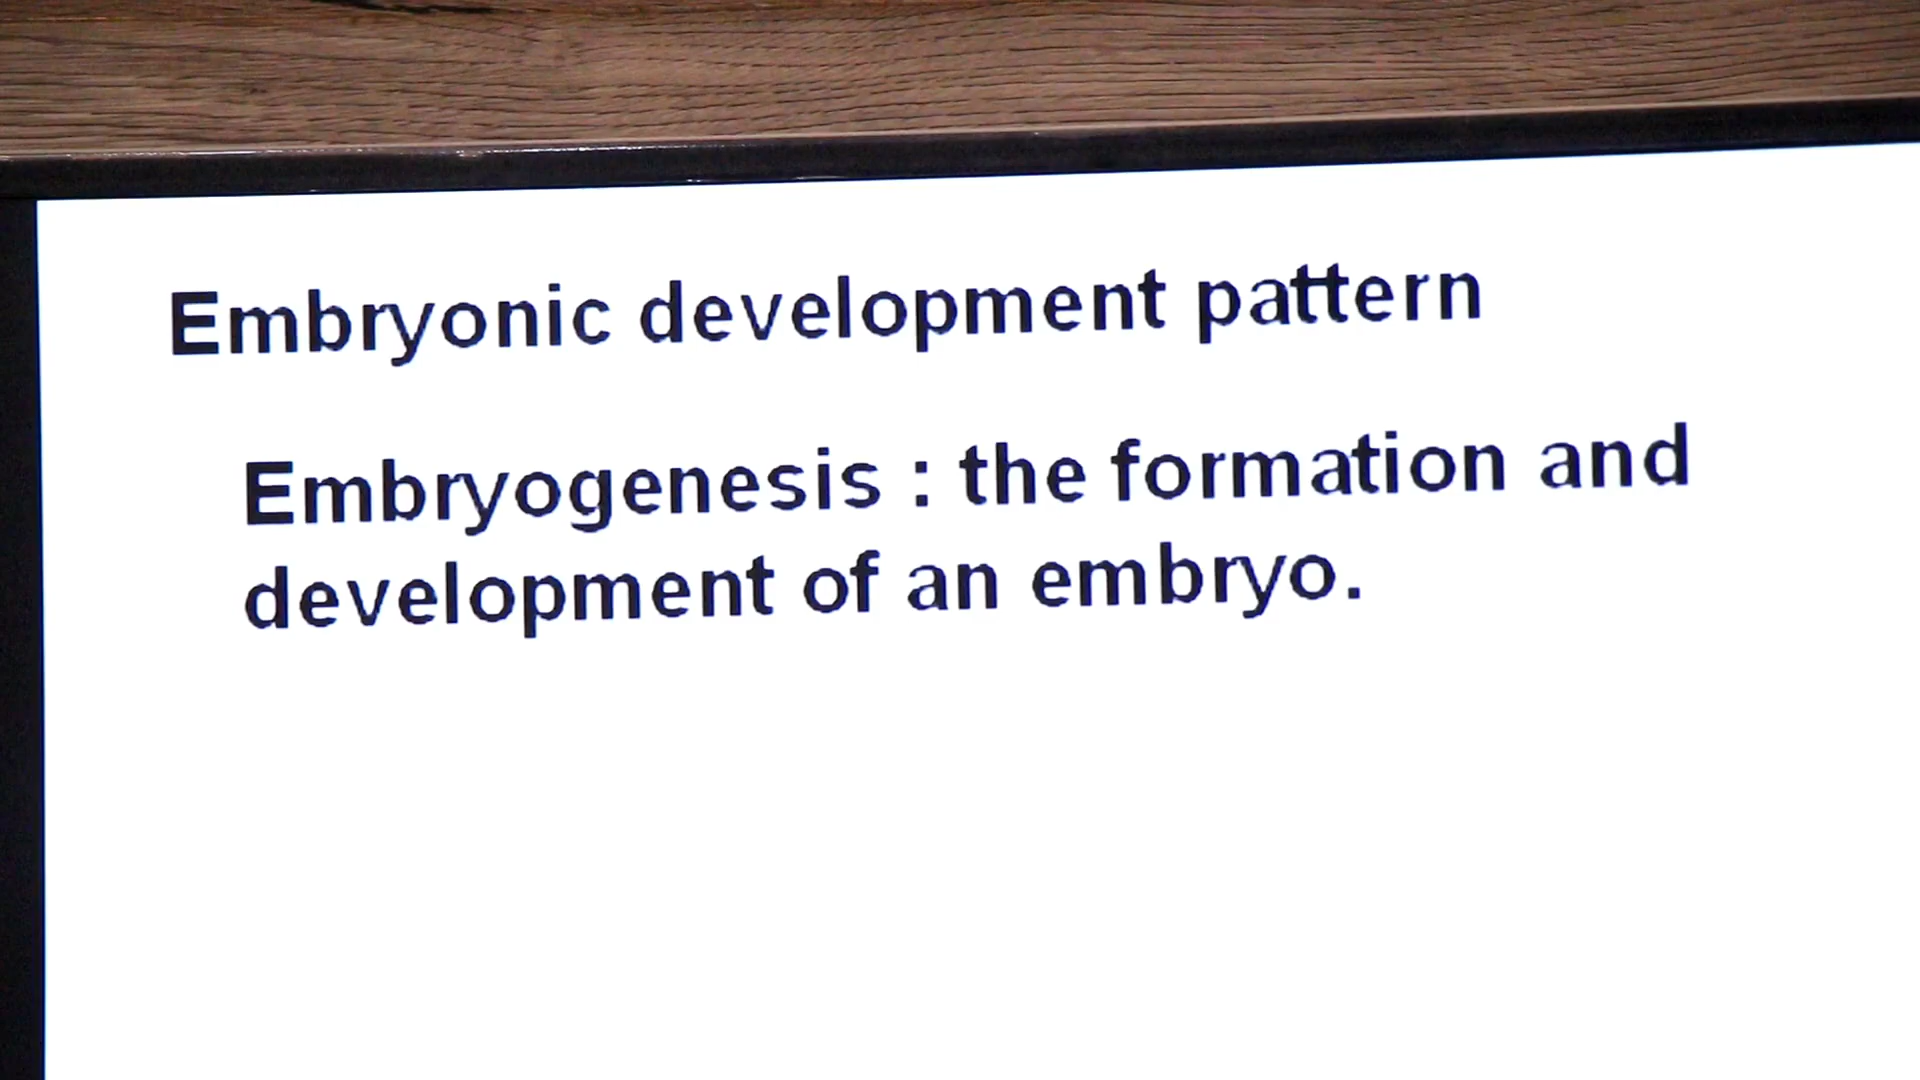 Embryonic development pattern
Embryogenesis : the formation and
development of an embryo.